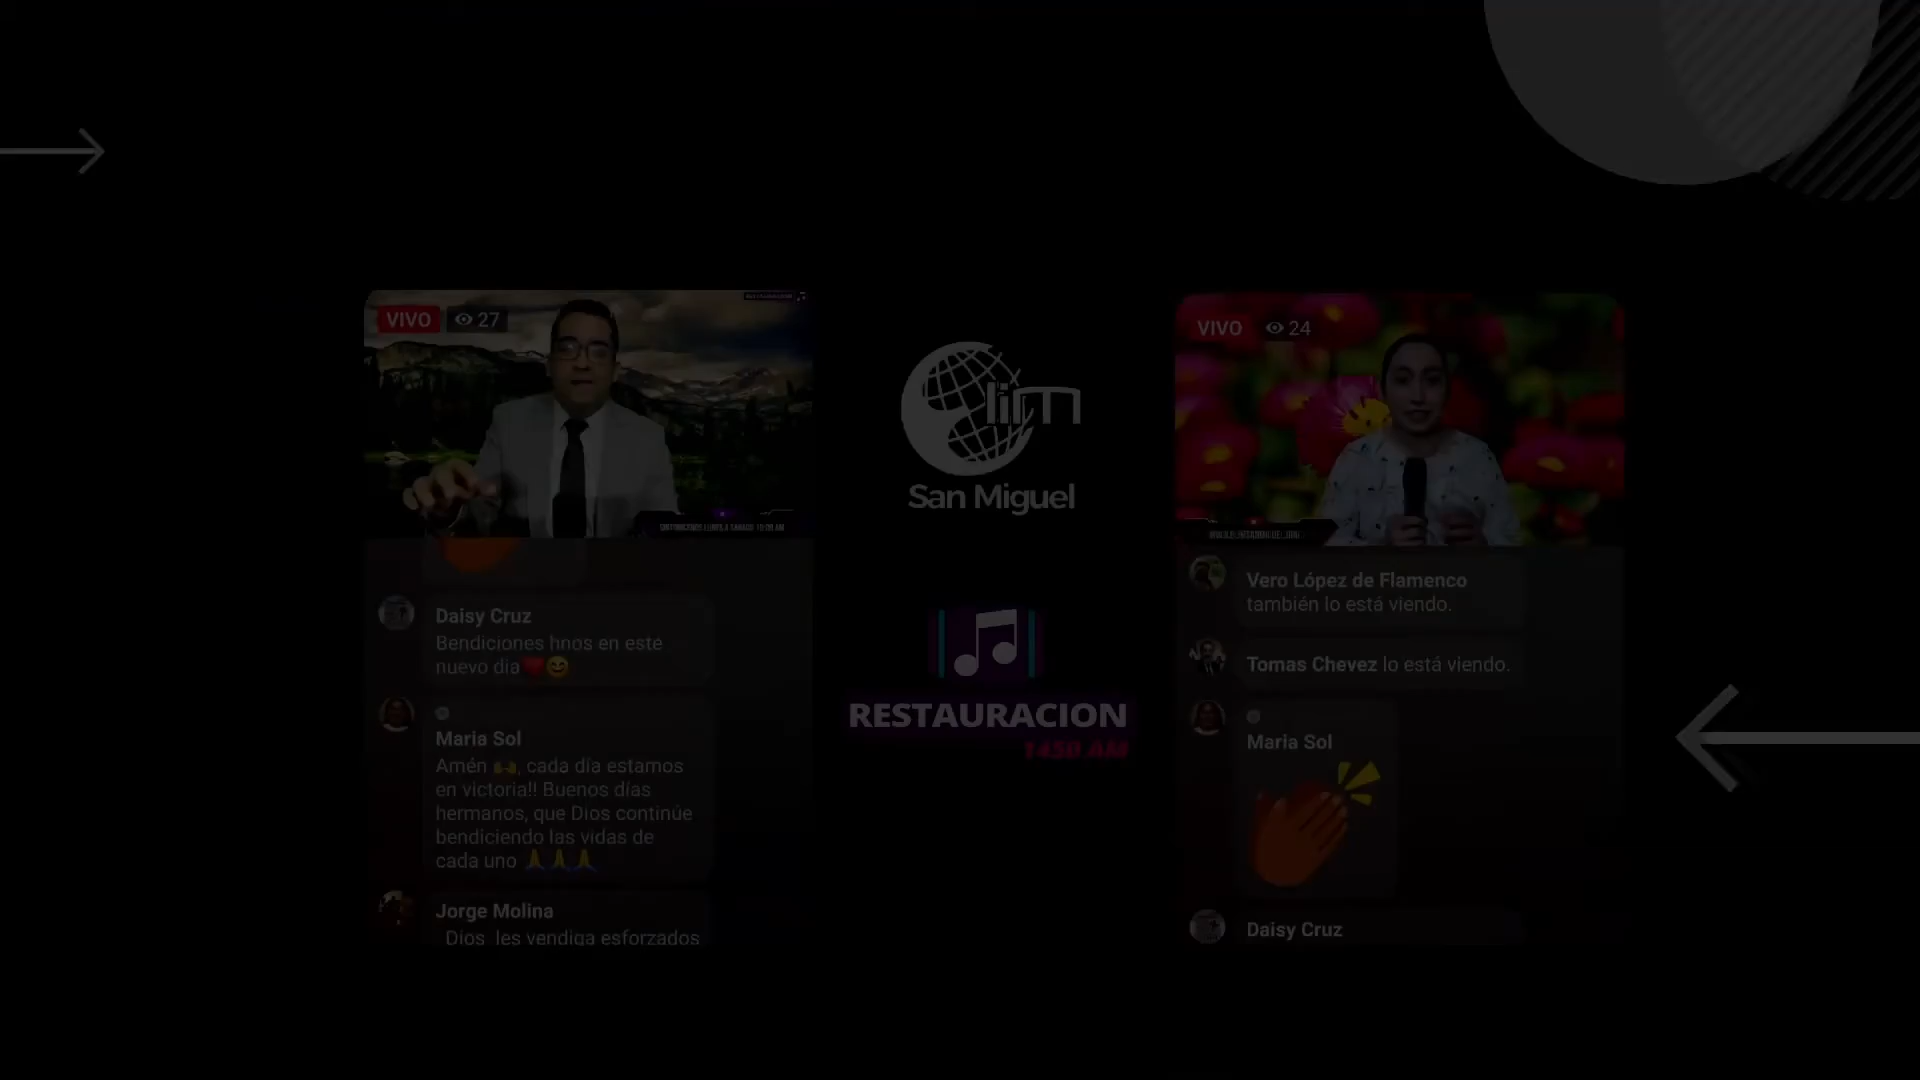 VIVO 27
Daisy Cruz
Bendiciones hnos en este
nuevo dia❤️😊
Maria Sol
Amén 🙌, cada día estamos
en victoria!! Buenos días
hermanos, que Dios continúe
bendiciendo las vidas de
cada uno 🙏🙏🙏
Jorge Molina
Dios les vendiga esforzados
elim
San Miguel
RESTAURACION
1450 AM
VIVO 24
Vero López de Flamenco
también lo está viendo.
Tomas Chevez lo está viendo.
Maria Sol
Daisy Cruz